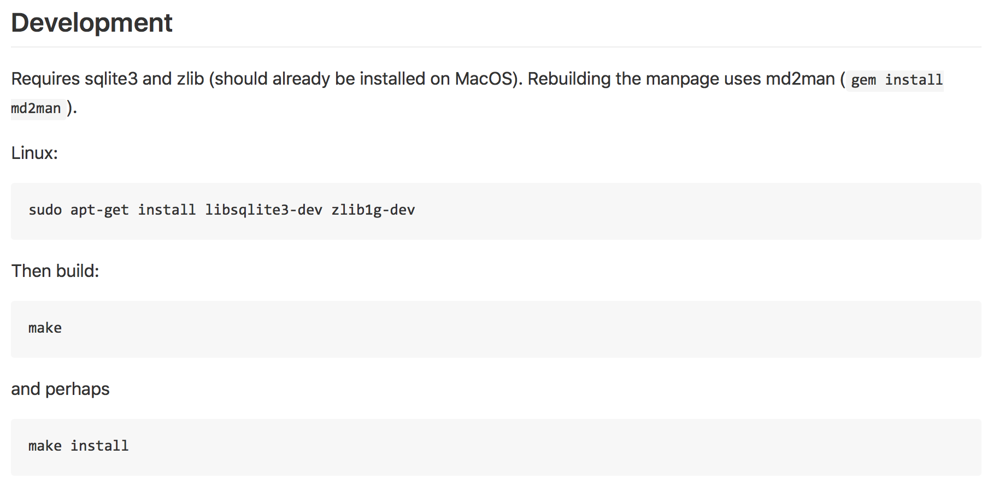 Development
Requires sqlite3 and zlib (should already be installed on MacOS). Rebuilding the manpage uses md2man ( gem install
md2man ).
Linux:
sudo apt-get install libsqlite3-dev zlib1g-dev
Then build:
make
and perhaps
make install